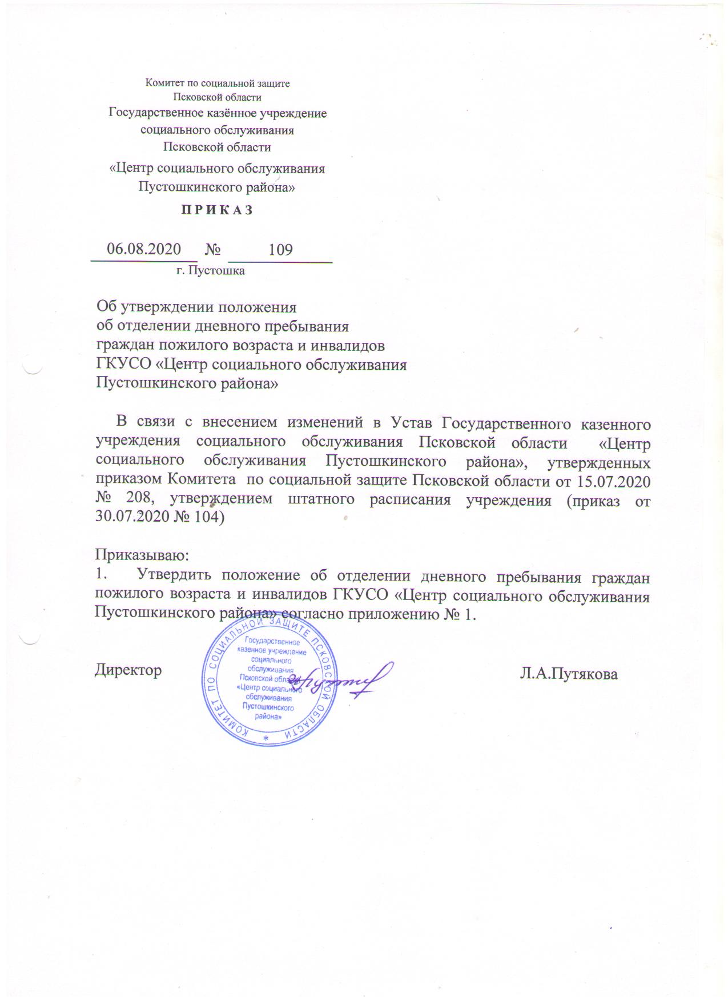 Комитет по социальной защите
Псковской области
Государственное казённое учреждение
социального обслуживания
Псковской области
«Центр социального обслуживания
Пустошкинского района»
ПРИКАЗ
06.08.2020 № 109
г. Пустошка
Об утверждении положения
об отделении дневного пребывания
граждан пожилого возраста и инвалидов
ГКУСО «Центр социального обслуживания
Пустошкинского района»
В связи с внесением изменений в Устав Государственного казенного
учреждения социального обслуживания Псковской области «Центр
социального обслуживания Пустошкинского района», утвержденных
приказом Комитета по социальной защите Псковской области от 15.07.2020
№ 208, утверждением штатного расписания учреждения (приказ от
30.07.2020 № 104)
Приказываю:
1. Утвердить положение об отделении дневного пребывания граждан
пожилого возраста и инвалидов ГКУСО «Центр социального обслуживания
Пустошкинского района» согласно приложению № 1.
Директор Л.А.Путякова
КОМИТЕТ ПО СОЦИАЛЬНОЙ ЗАЩИТЕ ПСКОВСКОЙ ОБЛАСТИ *
Государственное
казенное учреждение
социального
обслуживания
Псковской области
«Центр социального
обслуживания
Пустошкинского
района»